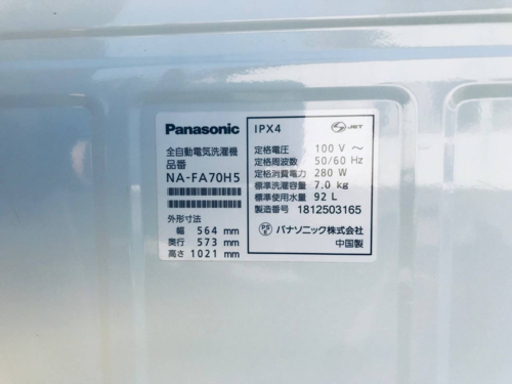 Panasonic
全自動電気洗濯機
品番
NA-FA70H5
外形寸法
幅 564 mm
奥行 573 mm
高さ 1021 mm
IPX4
S-JET
定格電圧 100 V ~
定格周波数 50/60 Hz
定格消費電力 280 W
標準洗濯容量 7.0 kg
標準使用水量 92 L
製造番号 1812503165
PSE パナソニック株式会社
中国製